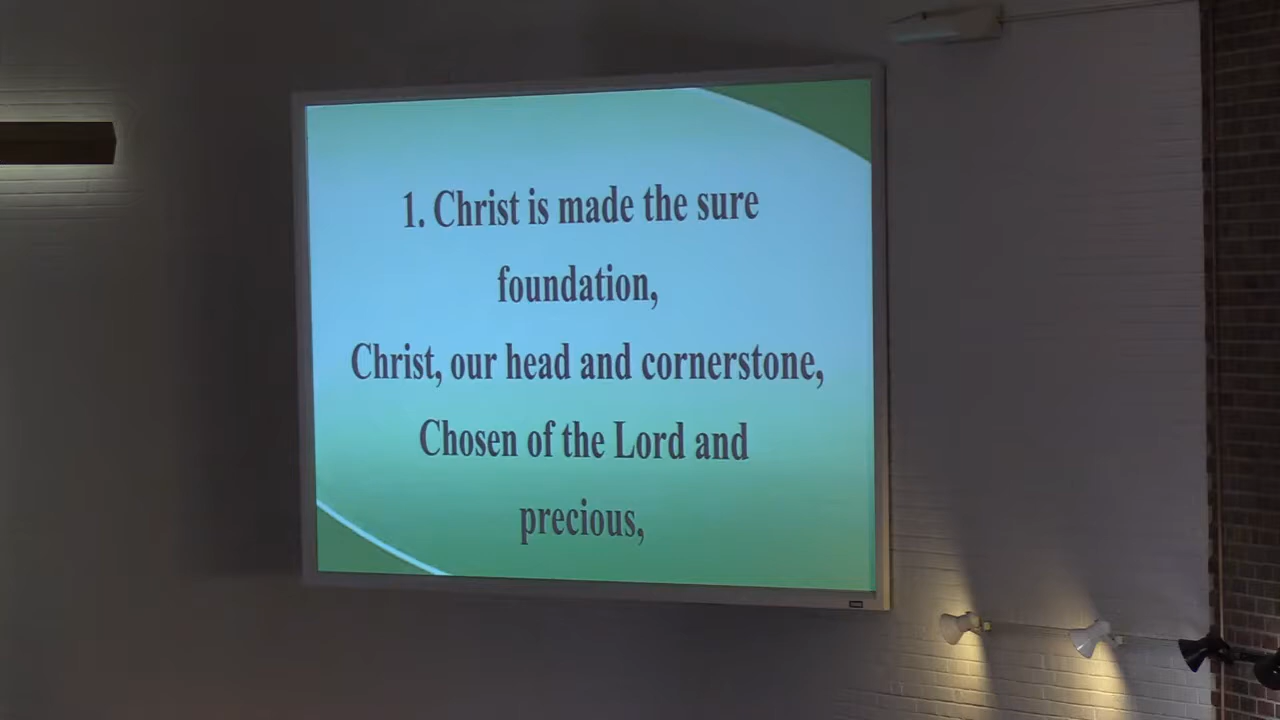 1. Christ is made the sure
foundation,
Christ, our head and cornerstone,
Chosen of the Lord and
precious,